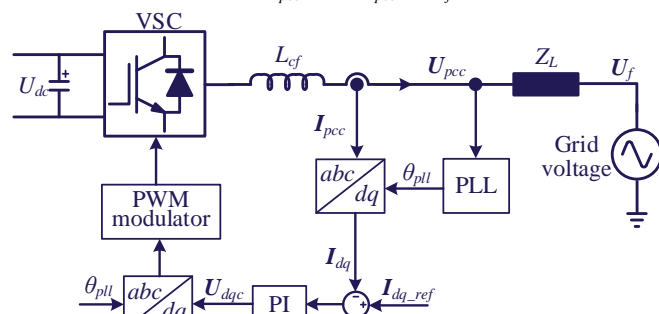 VSC
L_cf
U_pcc
Z_L
U_f
U_dc
I_pcc
Grid
voltage
abc
dq
θ_pll
PLL
PWM
modulator
I_dq
θ_pll
abc
dq
U_dqc
PI
I_dq_ref